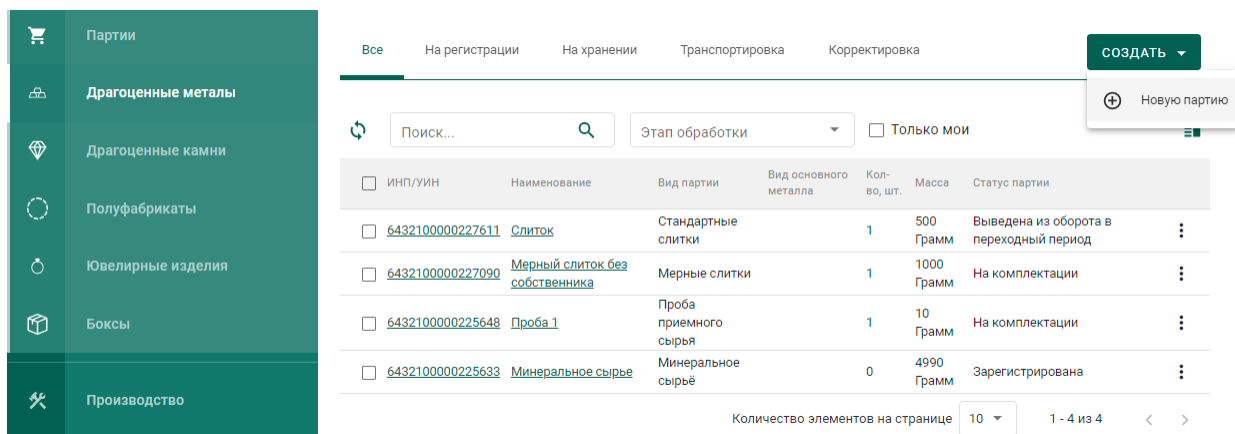 Партии
Драгоценные металы
Драгоценные камни
Полуфабрикаты
Ювелирные изделия
Боксы
Производство
Все На регистрации На хранении Транспортировка Корректировка
СОЗДАТЬ
Новую партию
Поиск... Этап обработки Только мои
ИНП/УИН Наименование Вид партии Вид основного металла Кол-во, шт. Масса Статус партии
6432100000227611 Слиток Стандартные слитки 1 500 Грамм Выведена из оборота в переходный период
6432100000227090 Мерный слиток без собственника Мерные слитки 1 1000 Грамм На комплектации
6432100000225648 Проба 1 Проба приемного сырья 1 10 Грамм На комплектации
6432100000225633 Минеральное сырье Минеральное сырьё 0 4990 Грамм Зарегистрирована
Количество элементов на странице 10 1 - 4 из 4